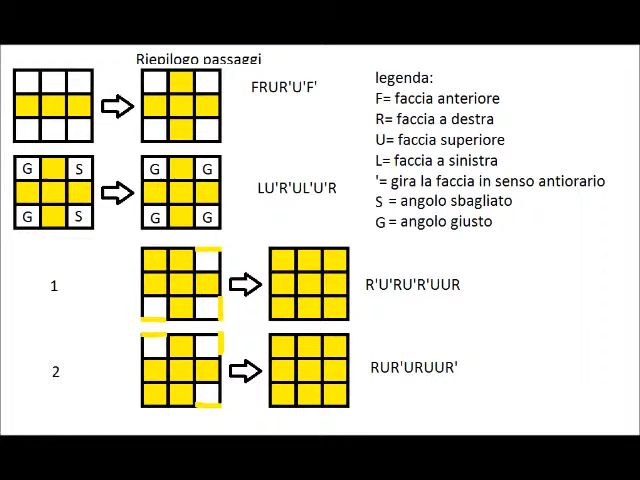 Riepilogo passaggi
FRUR'U'F'
legenda:
F= faccia anteriore
R= faccia a destra
U= faccia superiore
L= faccia a sinistra
'= gira la faccia in senso antiorario
S = angolo sbagliato
G = angolo giusto
G S G G
LU'R'UL'U'R
G S G G
1
R'U'RU'R'UUR
2
RUR'URUUR'